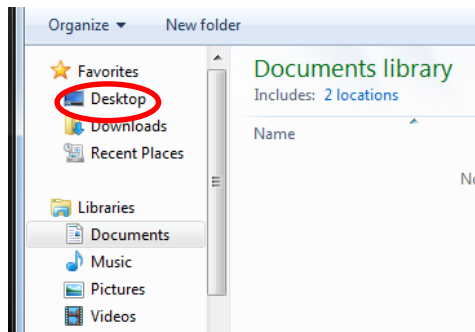 Organize New folder
Favorites
Desktop
Downloads
Recent Places
Libraries
Documents
Music
Pictures
Videos
Documents library
Includes: 2 locations
Name